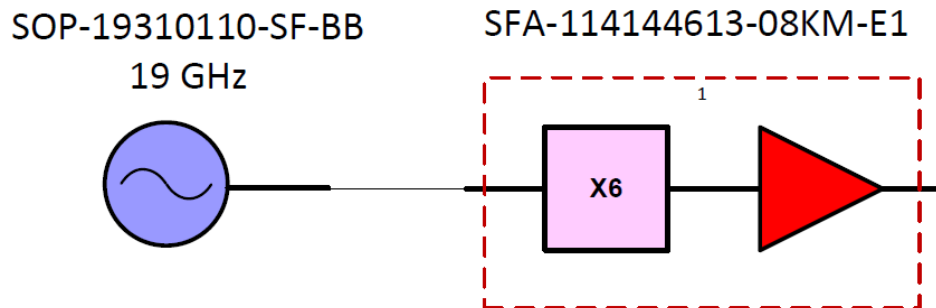 SOP-19310110-SF-BB
19 GHz
SFA-114144613-08KM-E1
1
X6